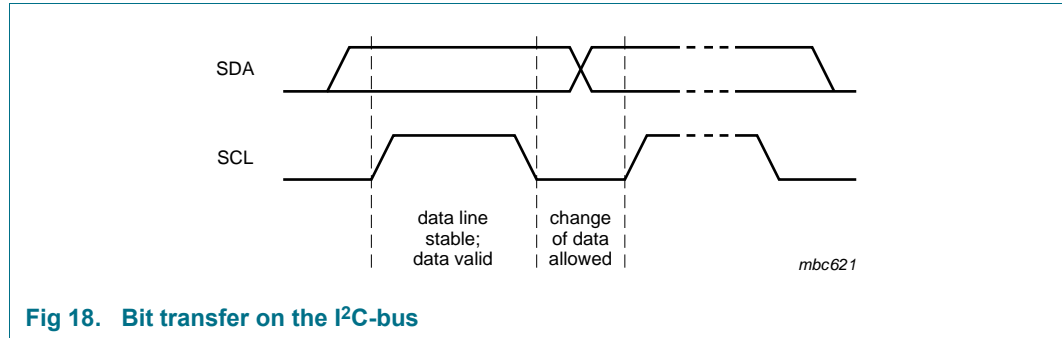 SDA
SCL
data line
stable;
data valid
change
of data
allowed
mbc621
Fig 18. Bit transfer on the I²C-bus